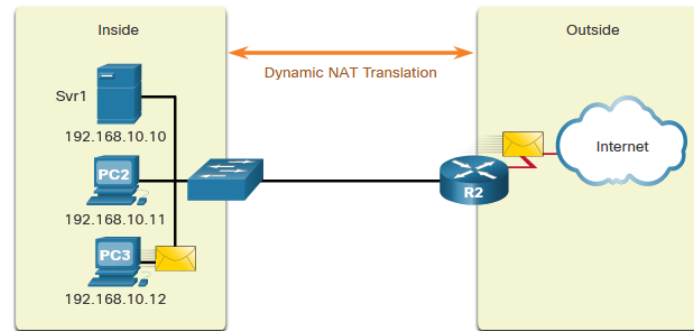 Inside
Outside
Dynamic NAT Translation
Svr1
192.168.10.10
Internet
PC2
R2
192.168.10.11
PC3
192.168.10.12